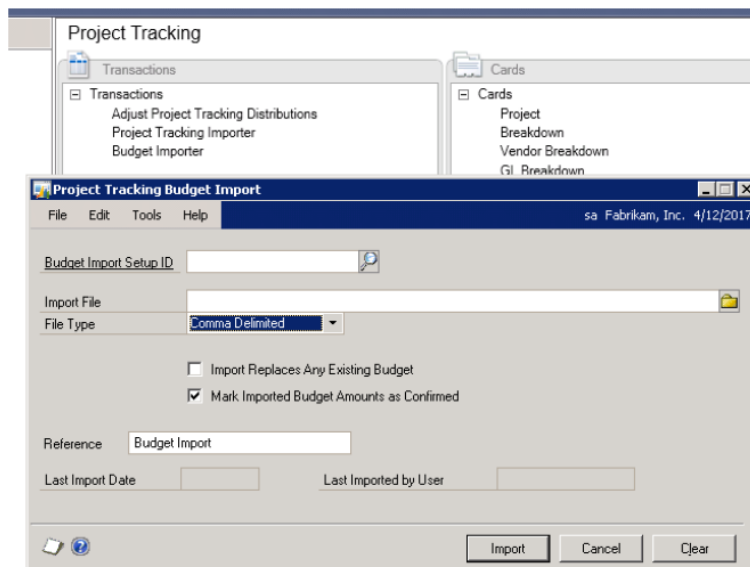 Project Tracking
Transactions
Cards
Transactions
Adjust Project Tracking Distributions
Project Tracking Importer
Budget Importer
Cards
Project
Breakdown
Vendor Breakdown
GL Breakdown
Project Tracking Budget Import
File Edit Tools Help sa Fabrikam, Inc. 4/12/2017
Budget Import Setup ID
Import File
File Type Comma Delimited
Import Replaces Any Existing Budget
Mark Imported Budget Amounts as Confirmed
Reference Budget Import
Last Import Date Last Imported by User
Import Cancel Clear